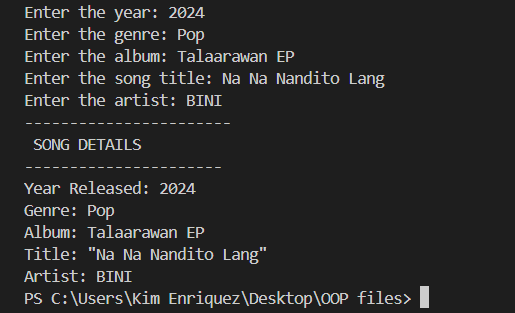 Enter the year: 2024
Enter the genre: Pop
Enter the album: Talaarawan EP
Enter the song title: Na Na Nandito Lang
Enter the artist: BINI
-----------------------
 SONG DETAILS
----------------------
Year Released: 2024
Genre: Pop
Album: Talaarawan EP
Title: "Na Na Nandito Lang"
Artist: BINI
PS C:\Users\Kim Enriquez\Desktop\OOP files>